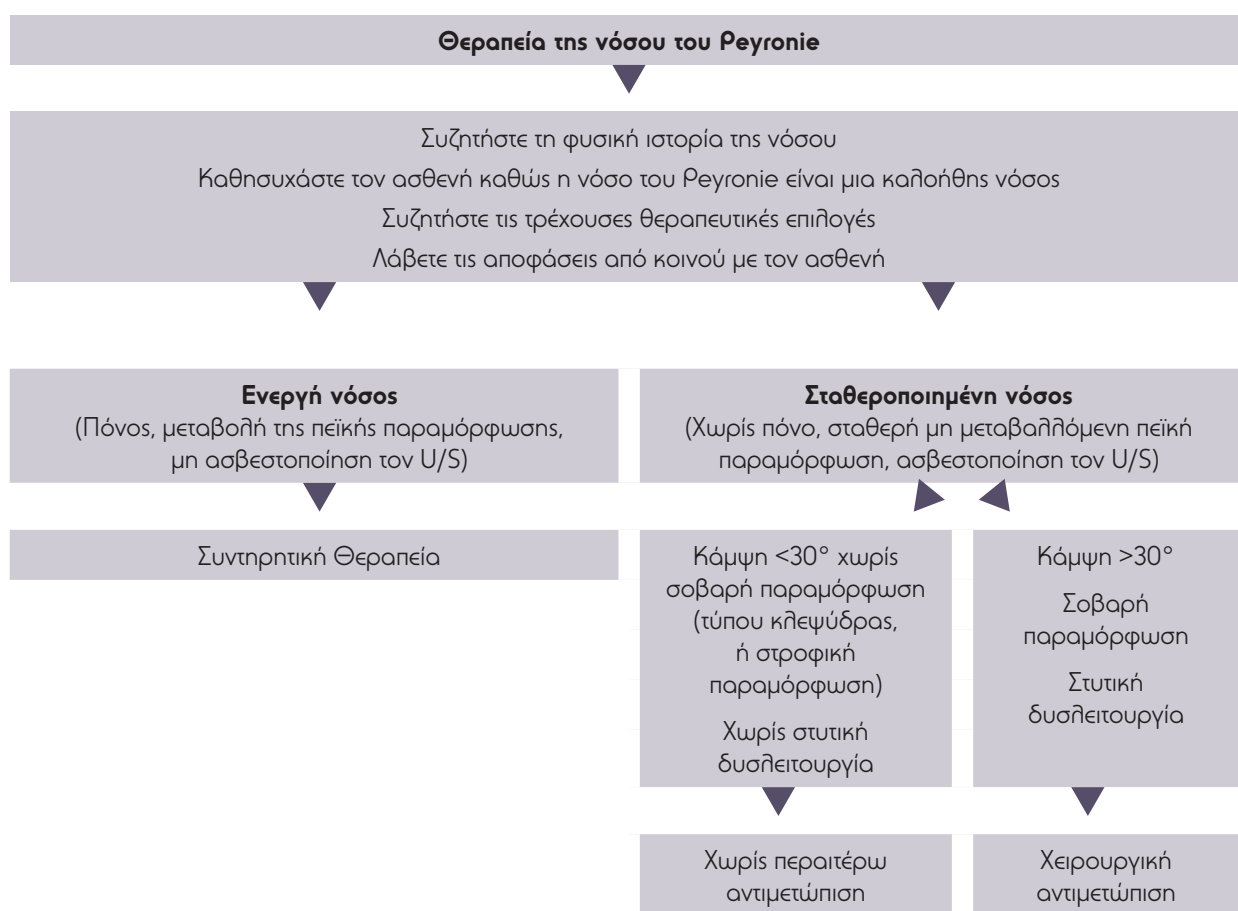 Θεραπεία της νόσου του Peyronie
Συζητήστε τη φυσική ιστορία της νόσου
Καθησυχάστε τον ασθενή καθώς η νόσο του Peyronie είναι μια καλοήθης νόσος
Συζητήστε τις τρέχουσες θεραπευτικές επιλογές
Λάβετε τις αποφάσεις από κοινού με τον ασθενή
Ενεργή νόσος
(Πόνος, μεταβολή της πεϊκής παραμόρφωσης,
μη ασβεστοποίηση τον U/S)
Σταθεροποιημένη νόσος
(Χωρίς πόνο, σταθερή μη μεταβαλλόμενη πεϊκή
παραμόρφωση, ασβεστοποίηση τον U/S)
Συντηρητική Θεραπεία
Κάμψη <30° χωρίς
σοβαρή παραμόρφωση
(τύπου κλεψύδρας,
ή στροφική
παραμόρφωση)
Χωρίς στυτική
δυσλειτουργία
Κάμψη >30°
Σοβαρή
παραμόρφωση
Στυτική
δυσλειτουργία
Χωρίς περαιτέρω
αντιμετώπιση
Χειρουργική
αντιμετώπιση